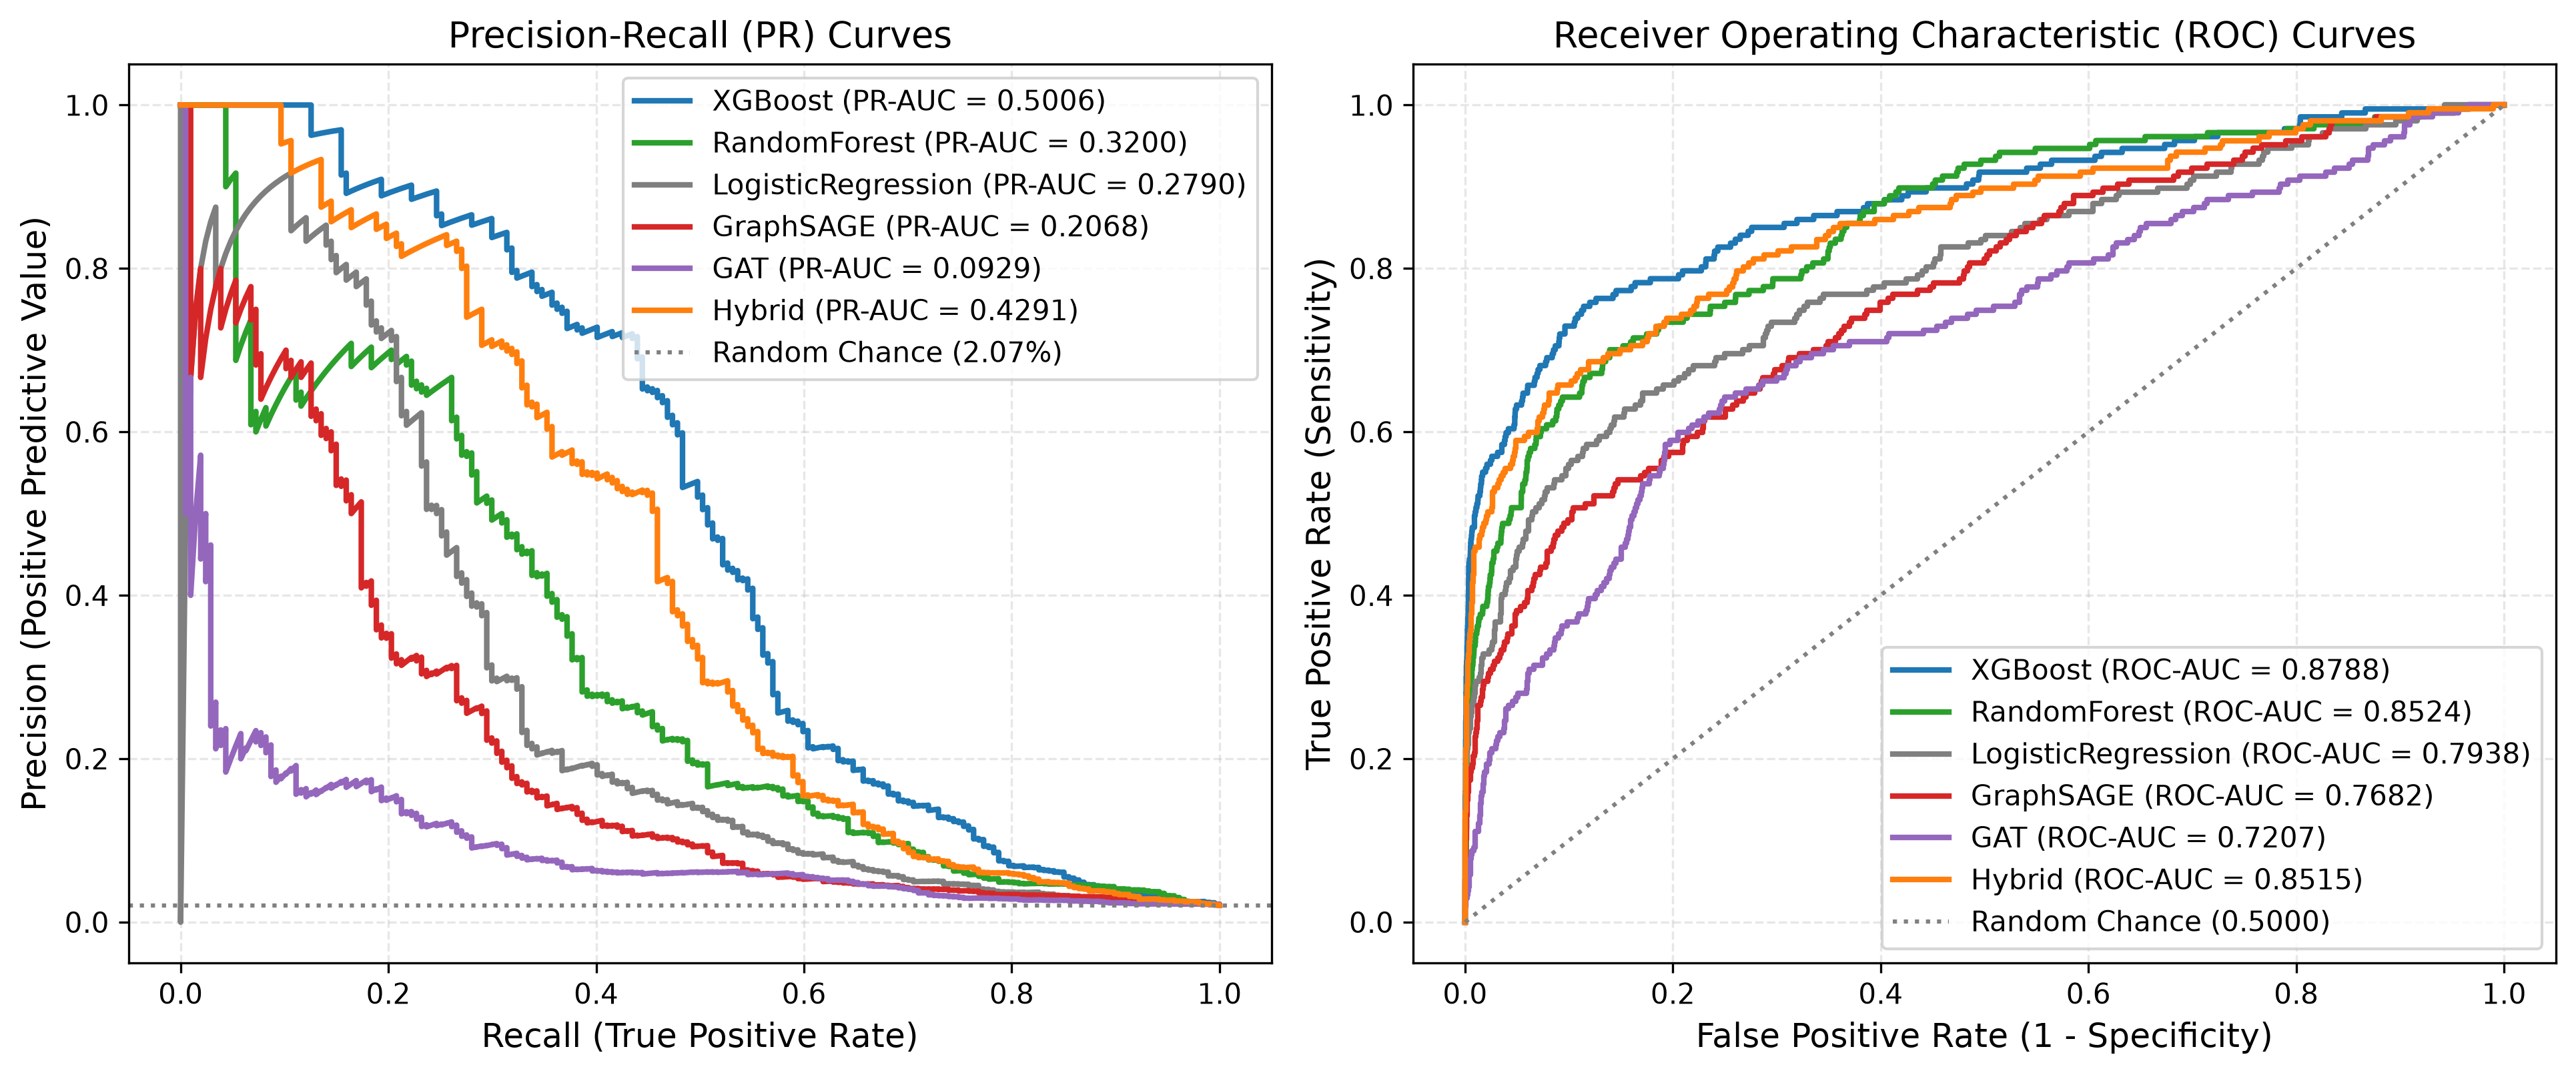 Precision-Recall (PR) Curves
Precision (Positive Predictive Value)
1.0
0.8
0.6
0.4
0.2
0.0
XGBoost (PR-AUC = 0.5006)
RandomForest (PR-AUC = 0.3200)
LogisticRegression (PR-AUC = 0.2790)
GraphSAGE (PR-AUC = 0.2068)
GAT (PR-AUC = 0.0929)
Hybrid (PR-AUC = 0.4291)
Random Chance (2.07%)
0.0 0.2 0.4 0.6 0.8 1.0
Recall (True Positive Rate)
Receiver Operating Characteristic (ROC) Curves
True Positive Rate (Sensitivity)
1.0
0.8
0.6
0.4
0.2
0.0
XGBoost (ROC-AUC = 0.8788)
RandomForest (ROC-AUC = 0.8524)
LogisticRegression (ROC-AUC = 0.7938)
GraphSAGE (ROC-AUC = 0.7682)
GAT (ROC-AUC = 0.7207)
Hybrid (ROC-AUC = 0.8515)
Random Chance (0.5000)
0.0 0.2 0.4 0.6 0.8 1.0
False Positive Rate (1 - Specificity)